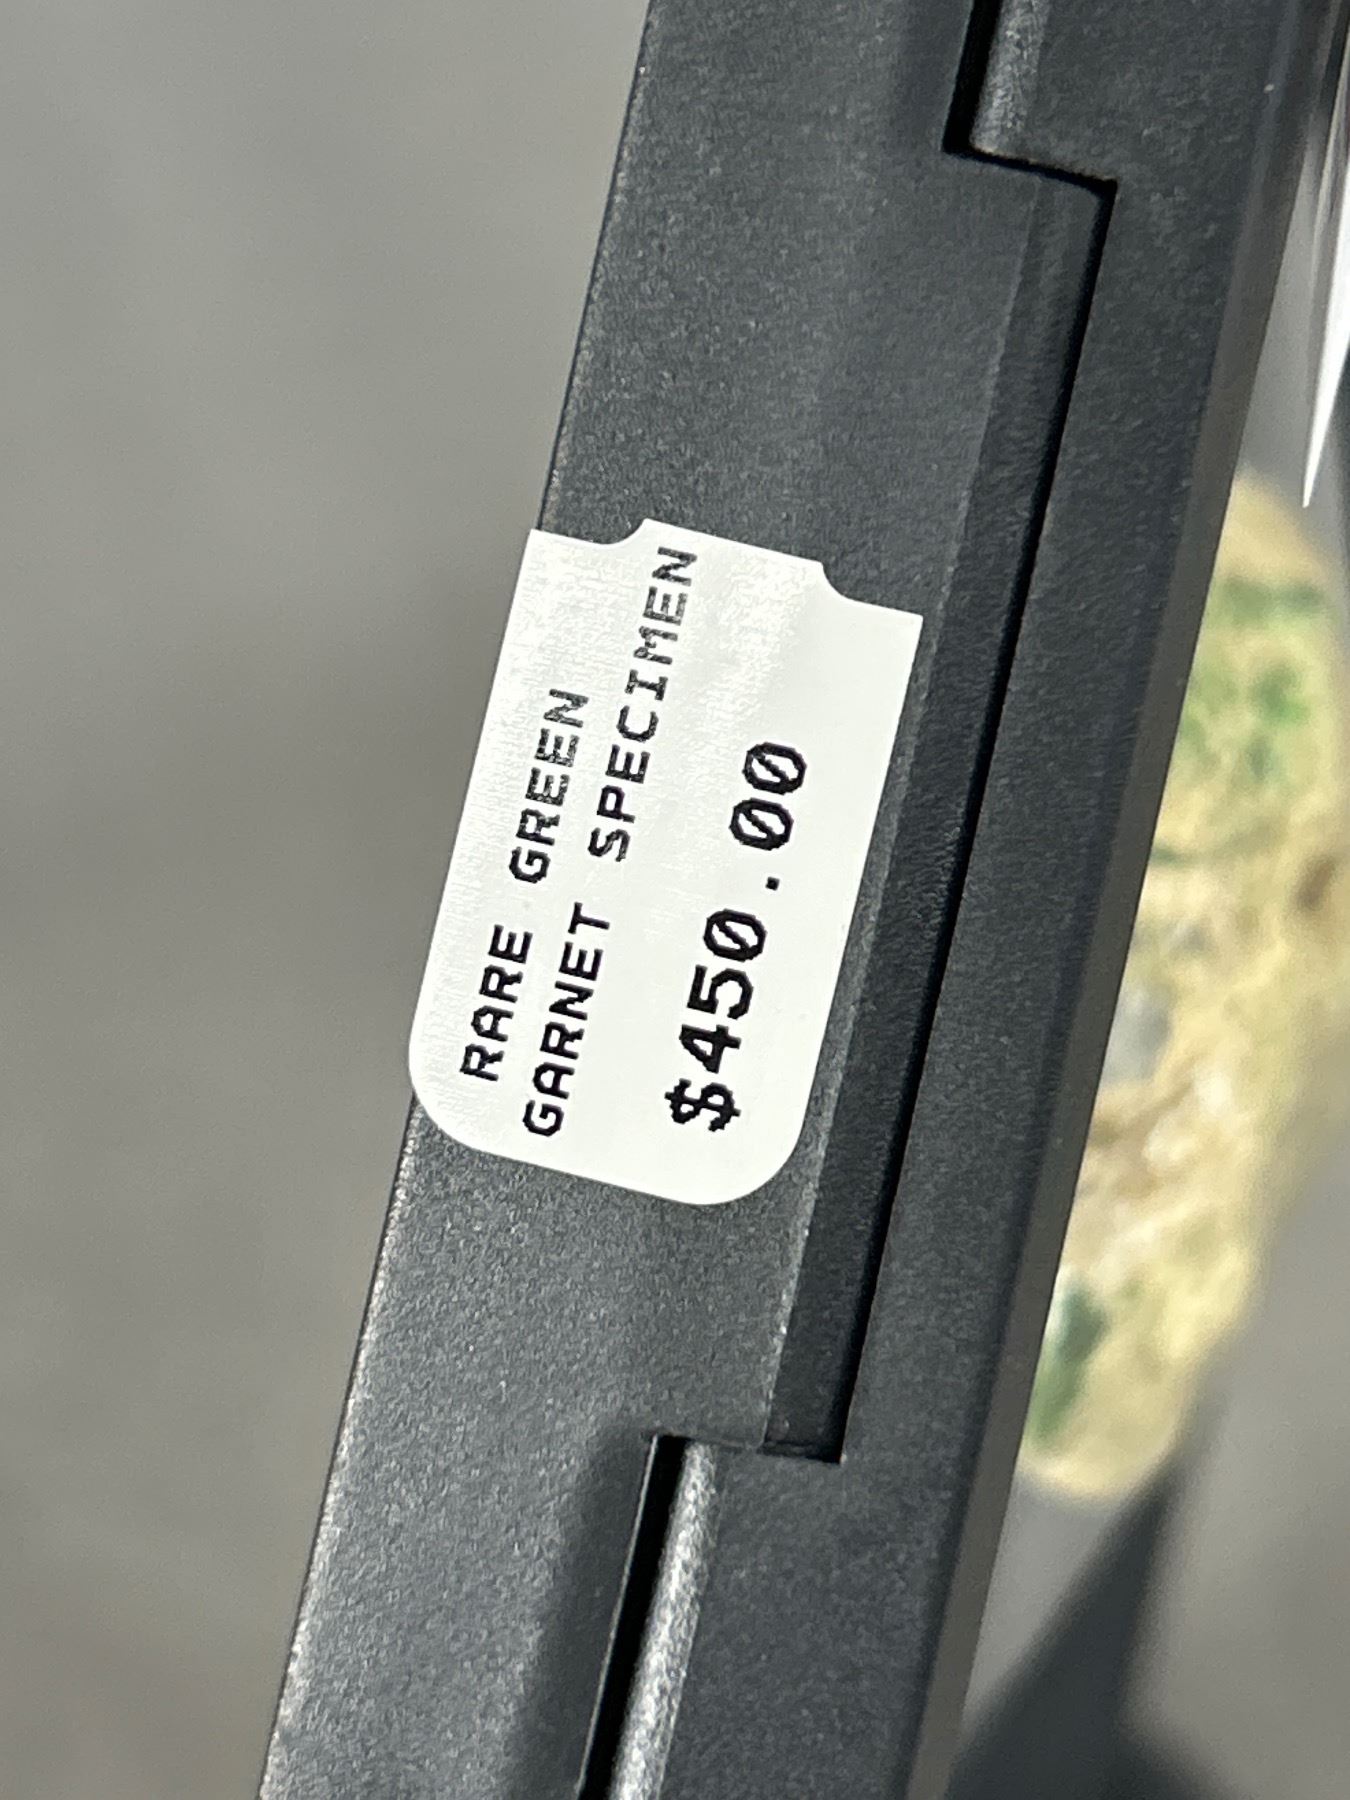 RARE GREEN
GARNET SPECIMEN
$450.00